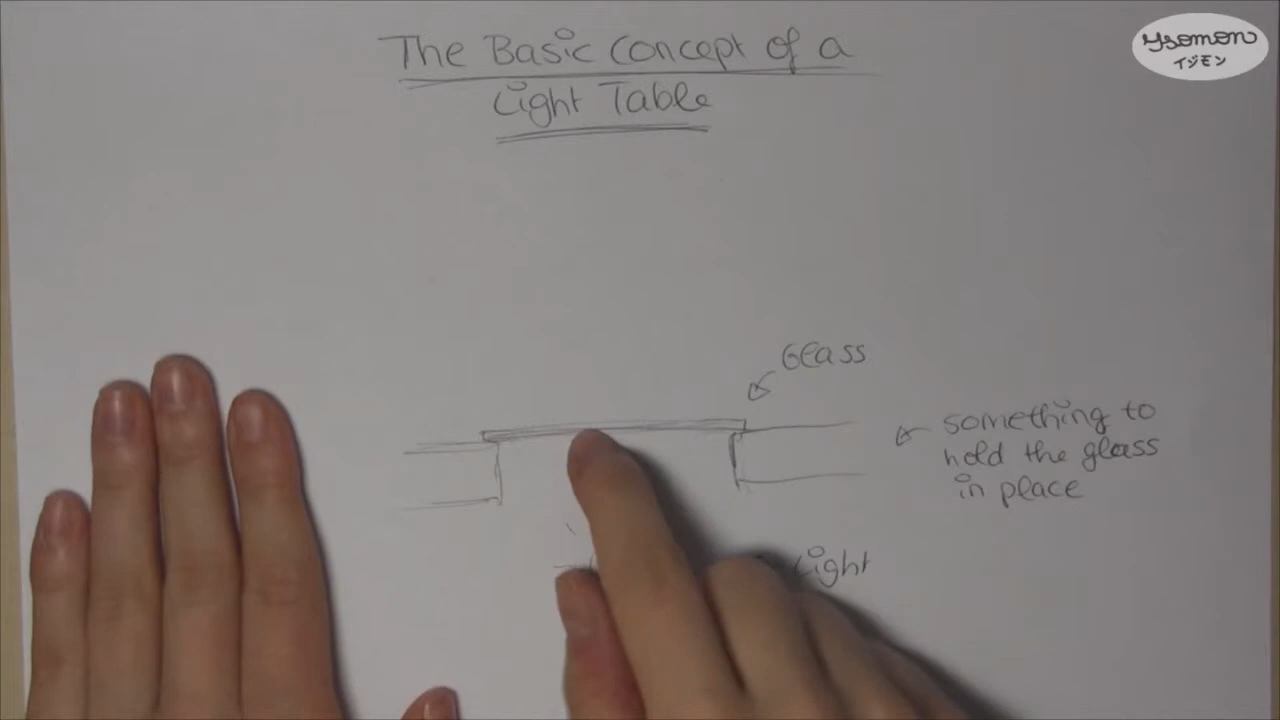 The Basic Concept of a
Light Table
Ysomon
イジモン
Glass
something to
hold the glass
in place
Light